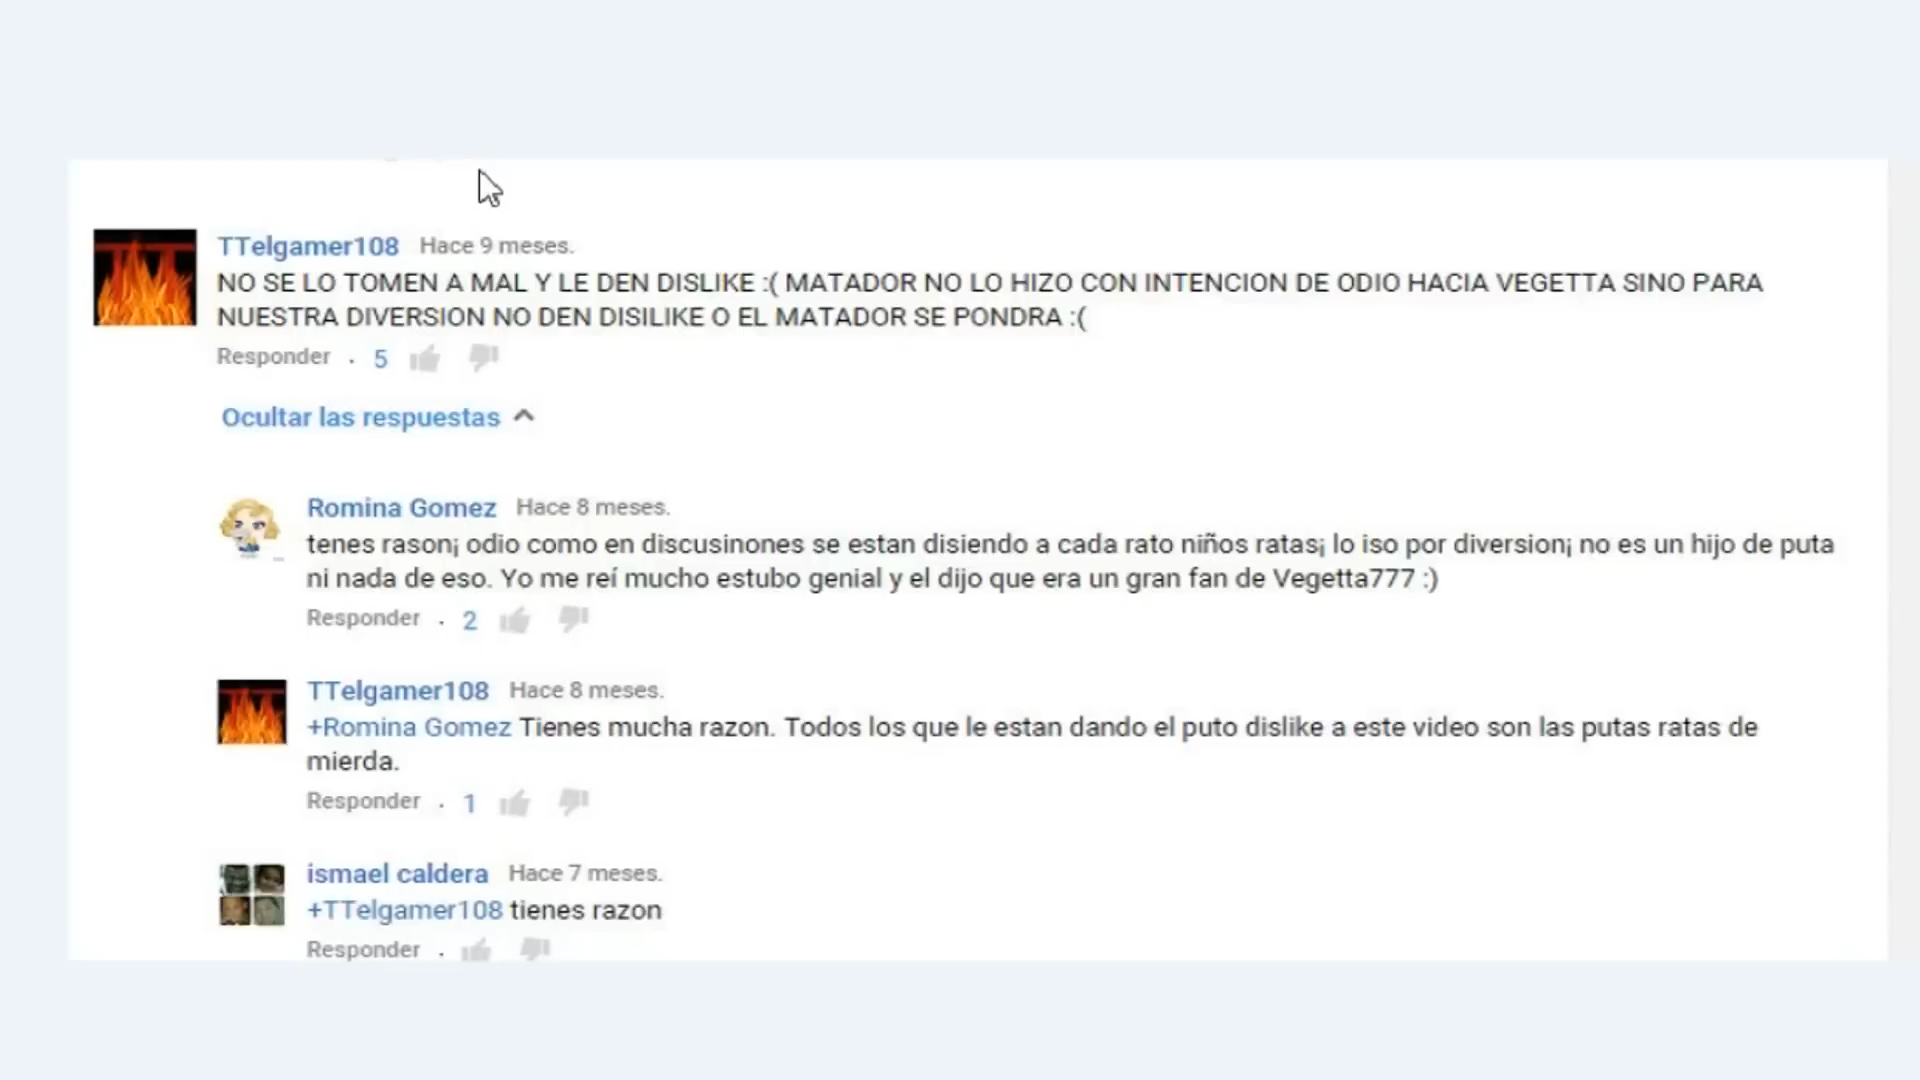 TTelgamer108 Hace 9 meses.
NO SE LO TOMEN A MAL Y LE DEN DISLIKE :( MATADOR NO LO HIZO CON INTENCION DE ODIO HACIA VEGETTA SINO PARA
NUESTRA DIVERSION NO DEN DISILIKE O EL MATADOR SE PONDRA :(
Responder . 5
Ocultar las respuestas
Romina Gomez Hace 8 meses.
tenes rason¡ odio como en discusinones se estan disiendo a cada rato niños ratas¡ lo iso por diversion¡ no es un hijo de puta
ni nada de eso. Yo me reí mucho estubo genial y el dijo que era un gran fan de Vegetta777 :)
Responder . 2
TTelgamer108 Hace 8 meses.
+Romina Gomez Tienes mucha razon. Todos los que le estan dando el puto dislike a este video son las putas ratas de
mierda.
Responder . 1
ismael caldera Hace 7 meses.
+TTelgamer108 tienes razon
Responder .